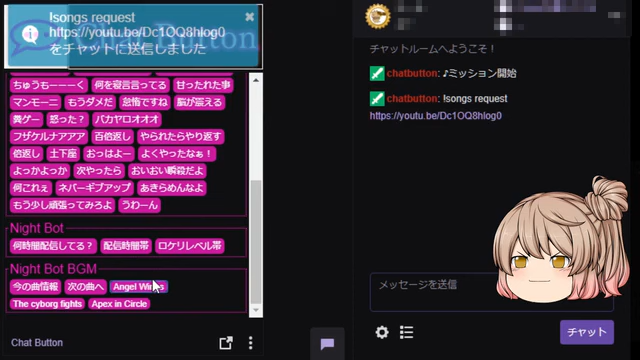 !songs request
https://youtu.be/Dc1OQ8hlog0
をチャットに送信しました
Chat Button
ちゅうもーーーく 何を寝言言ってる 甘ったれた事
マンモーニ もうダメだ 怠惰ですね 脳が震える
糞ゲー 怒った？ バカヤロオオオ
フザケルナアアア 百倍返し やられたらやり返す
倍返し 土下座 おっはよー よくやったなぁ！
よっかよっか 次やったら おいおい瞬殺だよ
何これぇ ネバーギブアップ あきらめんなよ
もう少し頑張ってみろよ うわーん
Night Bot
何時間配信してる？ 配信時間帯 ロケリレベル帯
Night Bot BGM
今の曲情報 次の曲へ Angel Wings
The cyborg fights Apex in Circle
Chat Button
チャットルームへようこそ！
chatbutton: ♪ミッション開始
chatbutton: !songs request
https://youtu.be/Dc1OQ8hlog0
メッセージを送信
チャット